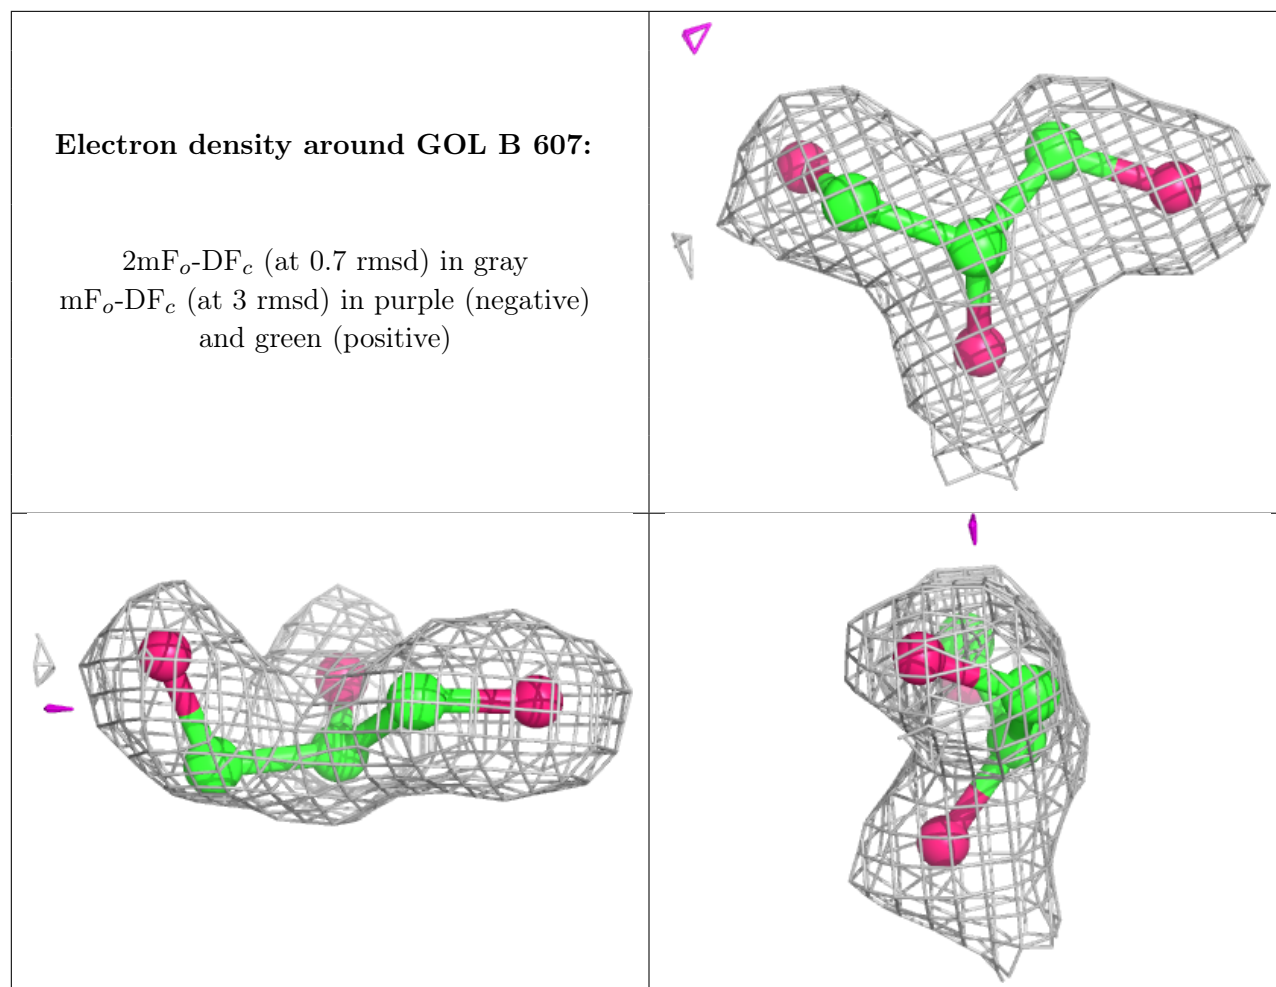 Electron density around GOL B 607:
2mFo-DFc (at 0.7 rmsd) in gray
mFo-DFc (at 3 rmsd) in purple (negative)
and green (positive)